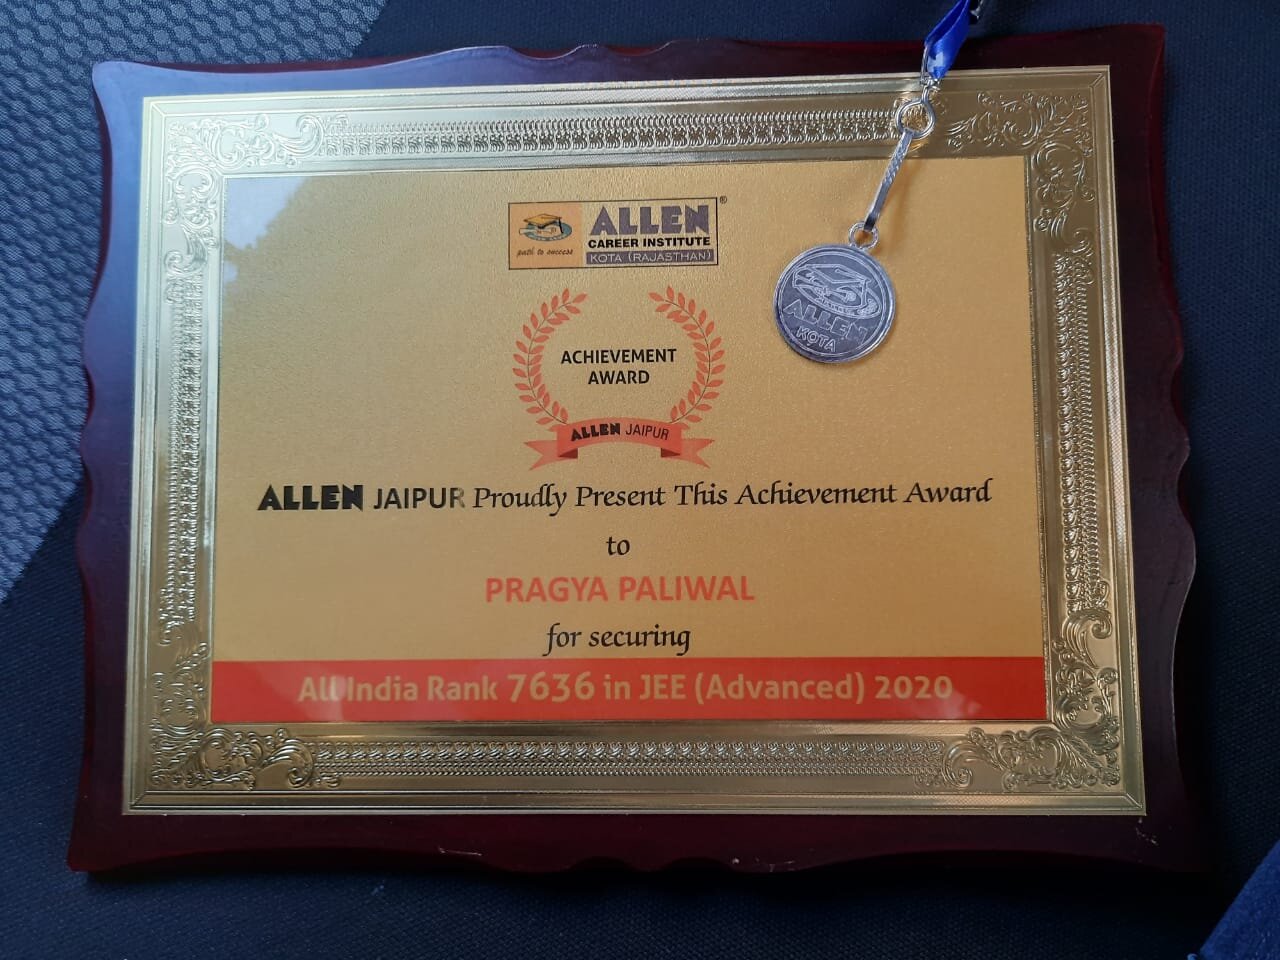 ALLEN®
CAREER INSTITUTE
path to success
KOTA (RAJASTHAN)
ALLEN
KOTA
ACHIEVEMENT
AWARD
ALLEN JAIPUR
ALLEN JAIPUR Proudly Present This Achievement Award
to
PRAGYA PALIWAL
for securing
All India Rank 7636 in JEE (Advanced) 2020